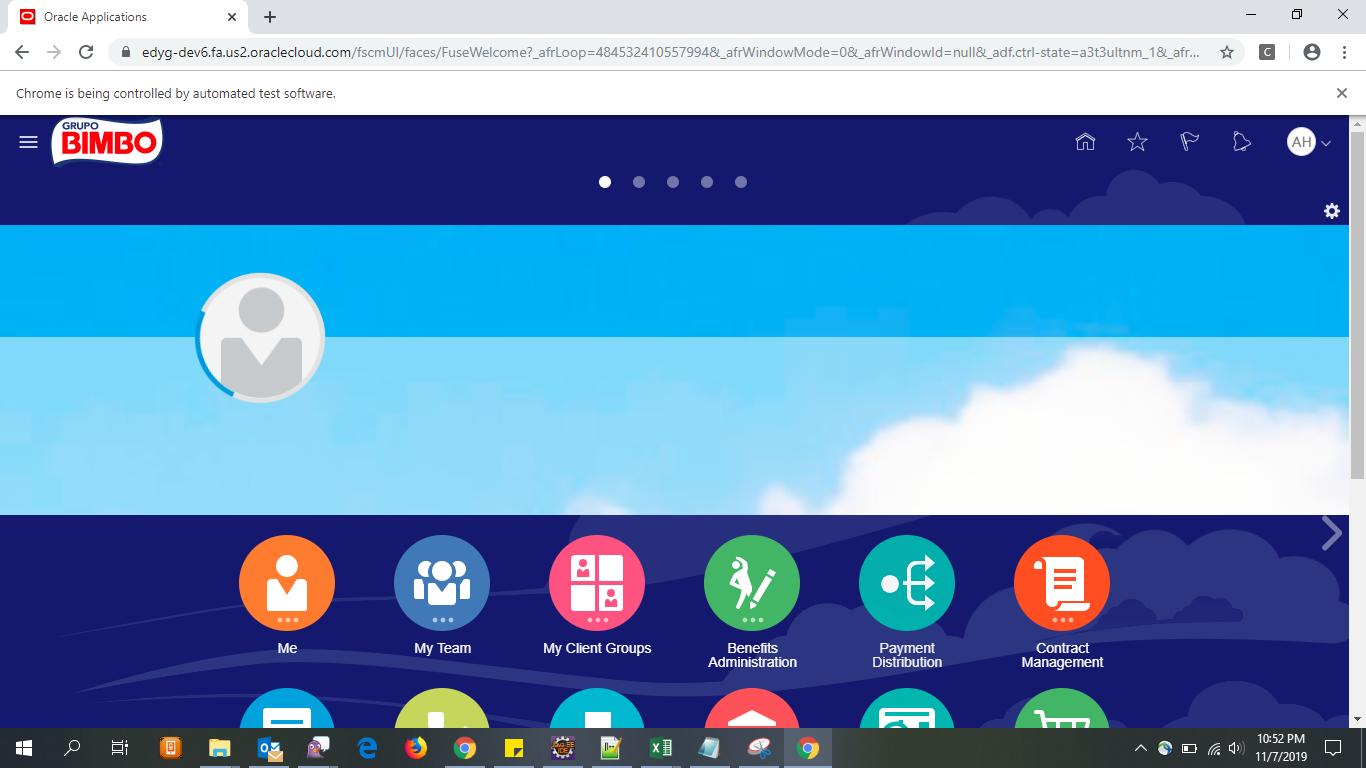 Oracle Applications
edyg-dev6.fa.us2.oraclecloud.com/fscmUI/faces/FuseWelcome?_afrLoop=4845324105557994&_afrWindowMode=0&_afrWindowId=null&_adf.ctrl-state=a3t3ultnm_1&_afr...
C
Chrome is being controlled by automated test software.
GRUPO
BIMBO
AH
Me
My Team
My Client Groups
Benefits
Administration
Payment
Distribution
Contract
Management
10:52 PM
11/7/2019